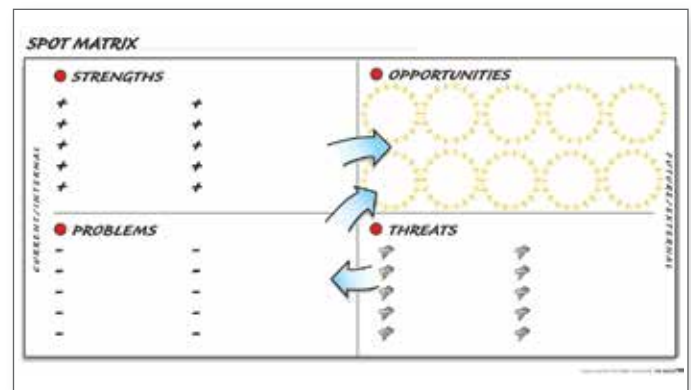 SPOT MATRIX
STRENGTHS
+ +
+ +
+ +
+ +
+ +
OPPORTUNITIES
CURRENT/INTERNAL
FUTURE/EXTERNAL
PROBLEMS
- -
- -
- -
- -
- -
THREATS